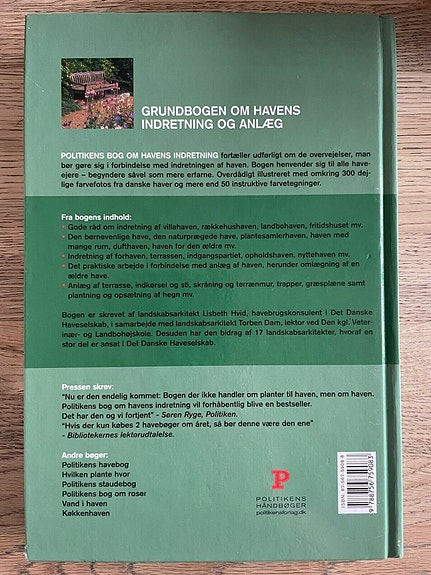 GRUNDBOGEN OM HAVENS
INDRETNING OG ANLÆG
POLITIKENS BOG OM HAVENS INDRETNING fortæller udførligt om de overvejelser, man
bør gøre sig i forbindelse med indretningen af haven. Bogen henvender sig til alle have-
ejere – begyndere såvel som mere erfarne. Overdådigt illustreret med omkring 300 dej-
lige farvefotos fra danske haver og mere end 50 instruktive farvetegninger.
Fra bogens indhold:
• Gode råd om indretning af villahaven, rækkehushaven, landbohaven, fritidshuset mv.
• Den børnevenlige have, den naturprægede have, plantesamlerhaven, haven med
mange rum, dufthaven, haven for den ældre mv.
• Indretning af forhaven, terrassen, indgangspartiet, opholdshaven, nyttehaven mv.
• Det praktiske arbejde i forbindelse med anlæg af haven, herunder omlægning af en
ældre have.
• Anlæg af terrasse, indkørsel og sti, skråning og terrænmur, trapper, græsplæne samt
plantning og opsætning af hegn mv.
Bogen er skrevet af landskabsarkitekt Lisbeth Hvid, havebrugskonsulent i Det Danske
Haveselskab, i samarbejde med landskabsarkitekt Torben Dam, lektor ved Den kgl. Veter-
inær- og Landbohøjskole. Desuden har den bidrag af 17 landskabsarkitekter, hvoraf en
stor del er ansat i Det Danske Haveselskab.
Pressen skrev:
"Nu er den endelig kommet: Bogen der ikke handler om planter til haven, men om haven.
Politikens bog om havens indretning vil forhåbentlig blive en bestseller.
Det har den og vi fortjent" - Søren Ryge, Politiken.
"Hvis der kun købes 2 havebøger om året, så bør denne være den ene"
- Bibliotekernes lektorudtalelse.
Andre bøger:
Politikens havebog
Hvilken plante hvor
Politikens staudebog
Politikens bog om roser
Vand i haven
Køkkenhaven
P
POLITIKENS
HÅNDBØGER
politikensforlag.dk